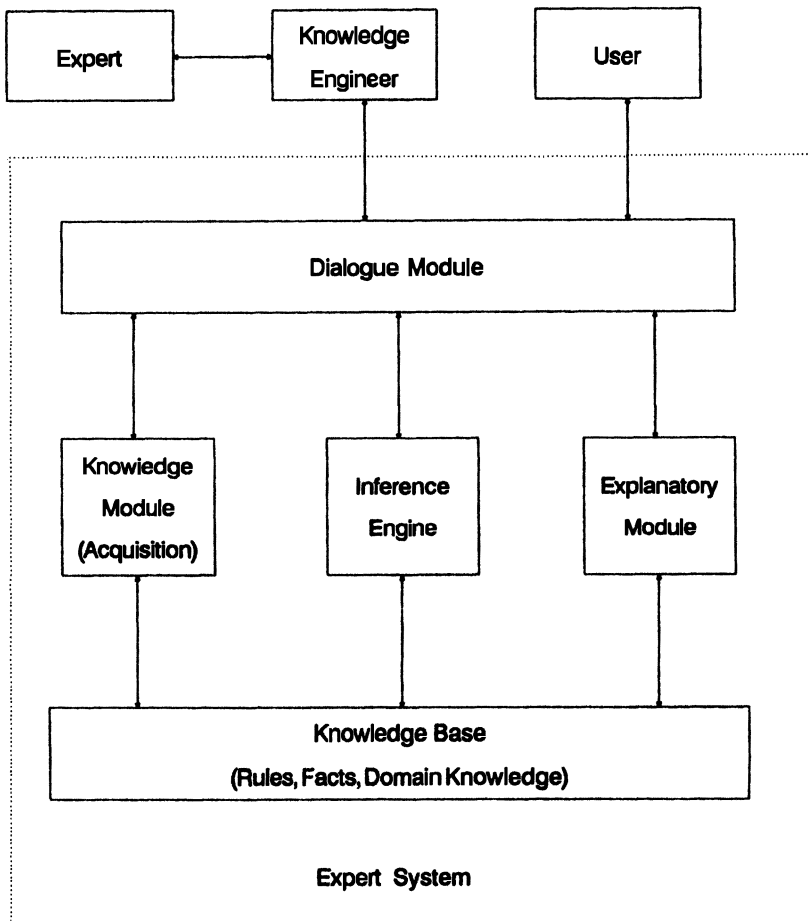 Expert
Knowledge
Engineer
User
Dialogue Module
Knowledge
Module
(Acquisition)
Inference
Engine
Explanatory
Module
Knowledge Base
(Rules, Facts, Domain Knowledge)
Expert System